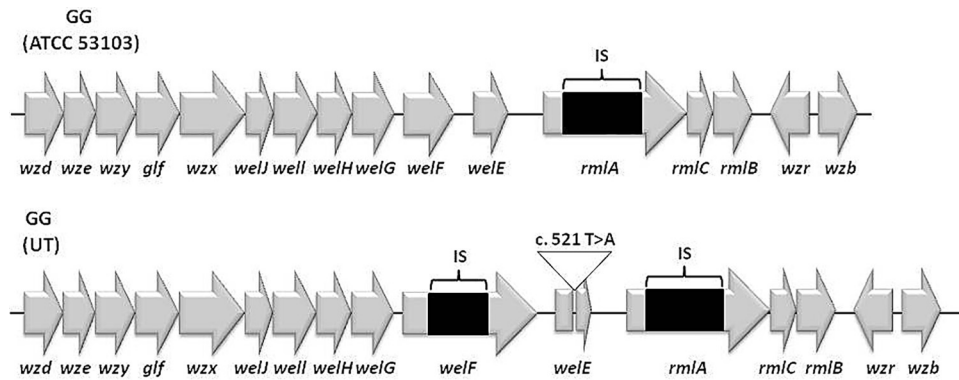 GG
(ATCC 53103)
IS
wzd wze wzy glf wzx welJ welI welH welG welF welE rmlA rmlC rmlB wzr wzb
GG
(UT)
c. 521 T>A
IS IS
wzd wze wzy glf wzx welJ welI welH welG welF welE rmlA rmlC rmlB wzr wzb